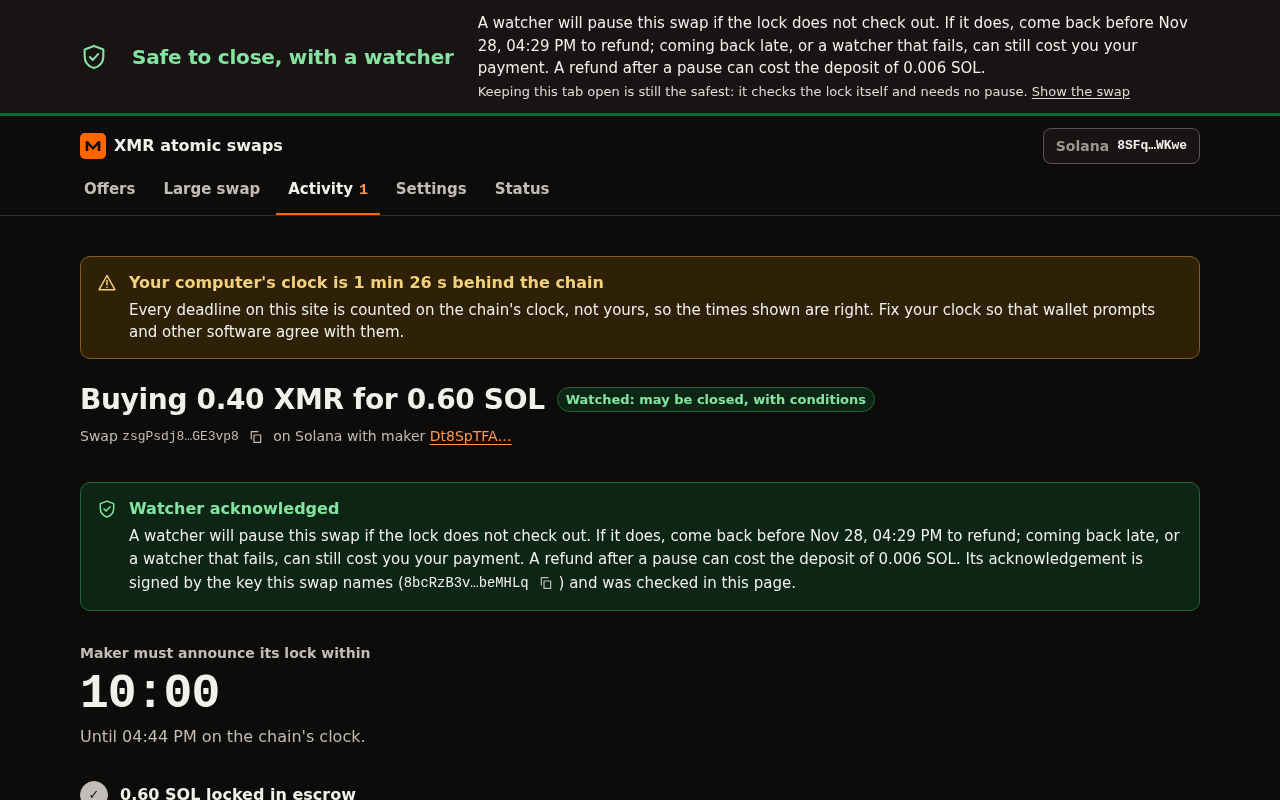 Safe to close, with a watcher
A watcher will pause this swap if the lock does not check out. If it does, come back before Nov
28, 04:29 PM to refund; coming back late, or a watcher that fails, can still cost you your
payment. A refund after a pause can cost the deposit of 0.006 SOL.
Keeping this tab open is still the safest: it checks the lock itself and needs no pause. Show the swap
XMR atomic swaps
Solana 8SFq…WKwe
Offers Large swap Activity 1 Settings Status
Your computer's clock is 1 min 26 s behind the chain
Every deadline on this site is counted on the chain's clock, not yours, so the times shown are right. Fix your clock so that wallet prompts
and other software agree with them.
Buying 0.40 XMR for 0.60 SOL Watched: may be closed, with conditions
Swap zsgPsdj8…GE3vp8 on Solana with maker Dt8SpTFA…
Watcher acknowledged
A watcher will pause this swap if the lock does not check out. If it does, come back before Nov 28, 04:29 PM to refund; coming back late, or
a watcher that fails, can still cost you your payment. A refund after a pause can cost the deposit of 0.006 SOL. Its acknowledgement is
signed by the key this swap names (8bcRzB3v…beMHLq ) and was checked in this page.
Maker must announce its lock within
10:00
Until 04:44 PM on the chain's clock.
✓ 0.60 SOL locked in escrow